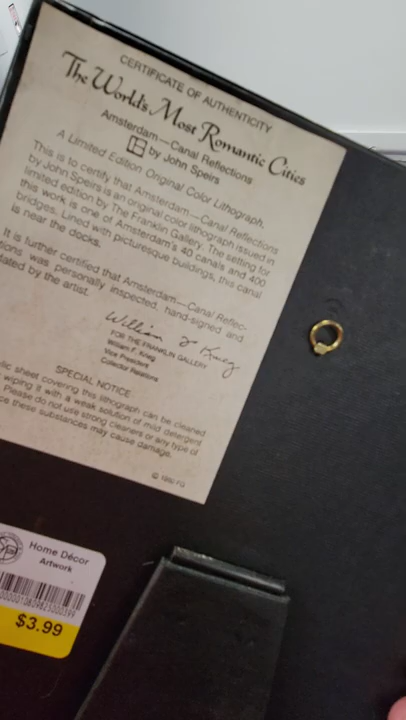 CERTIFICATE OF AUTHENTICITY
The World's Most Romantic Cities
Amsterdam—Canal Reflections
by John Speirs
A Limited Edition Original Color Lithograph,
This is to certify that Amsterdam—Canal Reflections
by John Speirs is an original color lithograph issued in
limited edition by The Franklin Gallery. The setting for
this work is one of Amsterdam's 40 canals and 400
bridges. Lined with picturesque buildings, this canal
is near the docks.
It is further certified that Amsterdam—Canal Reflec-
tions was personally inspected, hand-signed and
dated by the artist.
William F Krieg
FOR THE FRANKLIN GALLERY
William F. Krieg
Vice President
Collector Relations
SPECIAL NOTICE
lic sheet covering this lithograph can be cleaned
wiping it with a weak solution of mild detergent
Please do not use strong cleaners or any type of
these substances may cause damage.
Home Décor
Artwork
$3.99